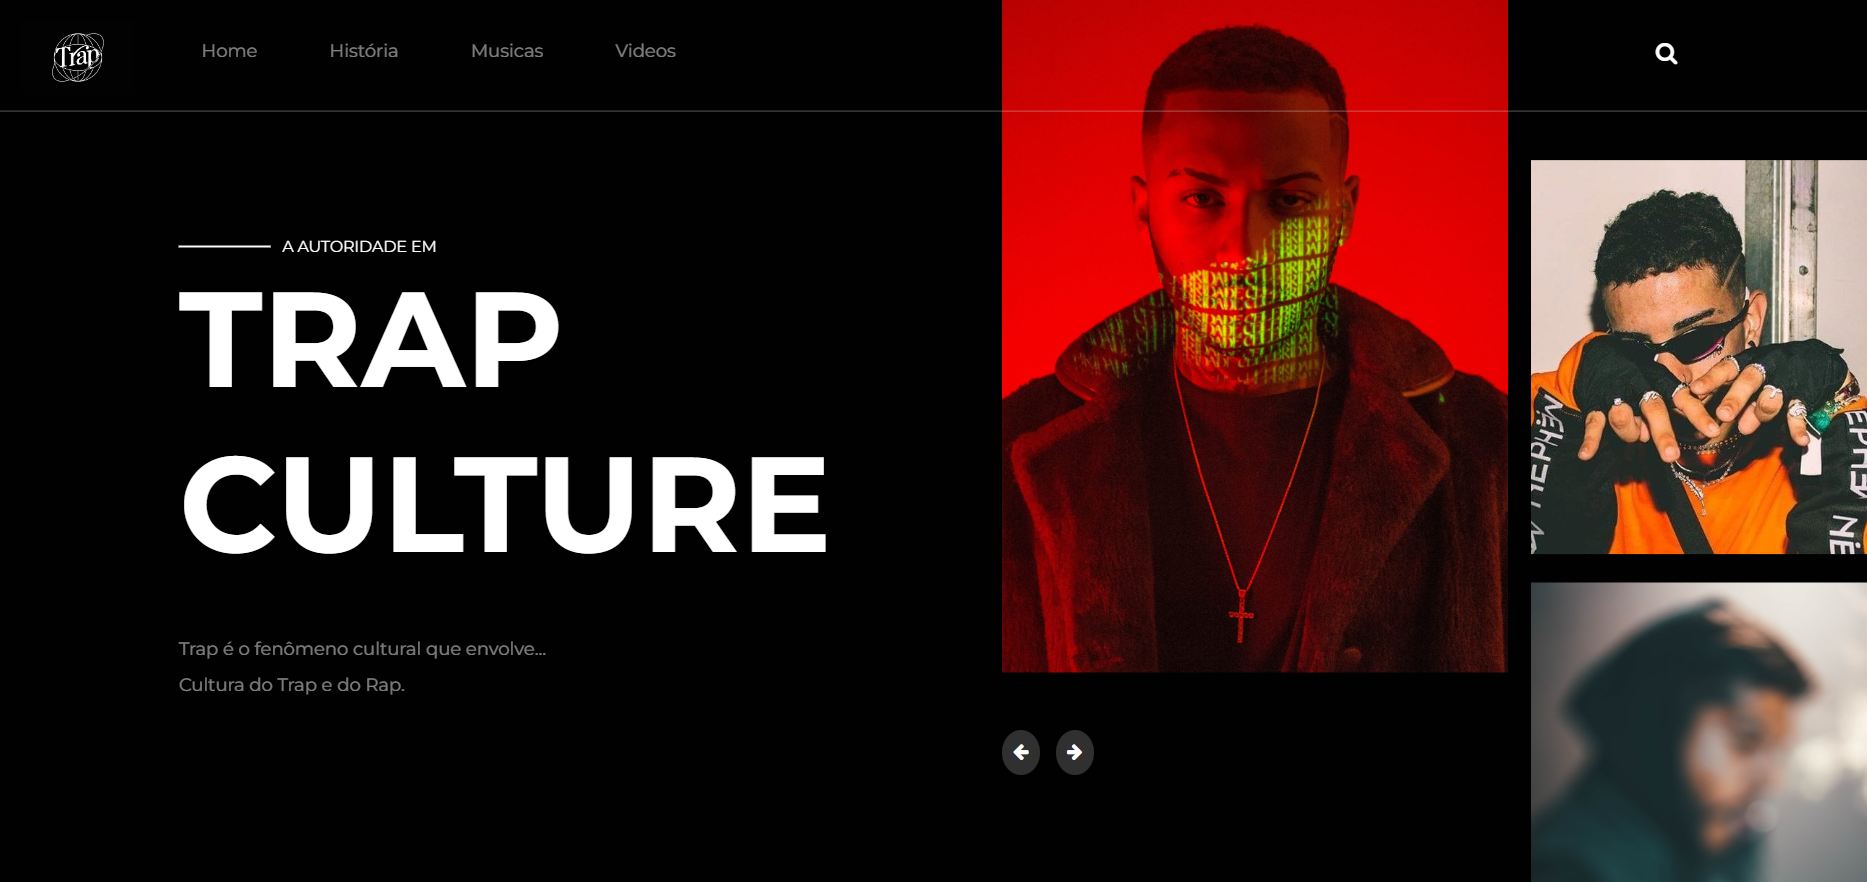 Trap
Home
História
Musicas
Videos
A AUTORIDADE EM
TRAP
CULTURE
Trap é o fenômeno cultural que envolve...
Cultura do Trap e do Rap.